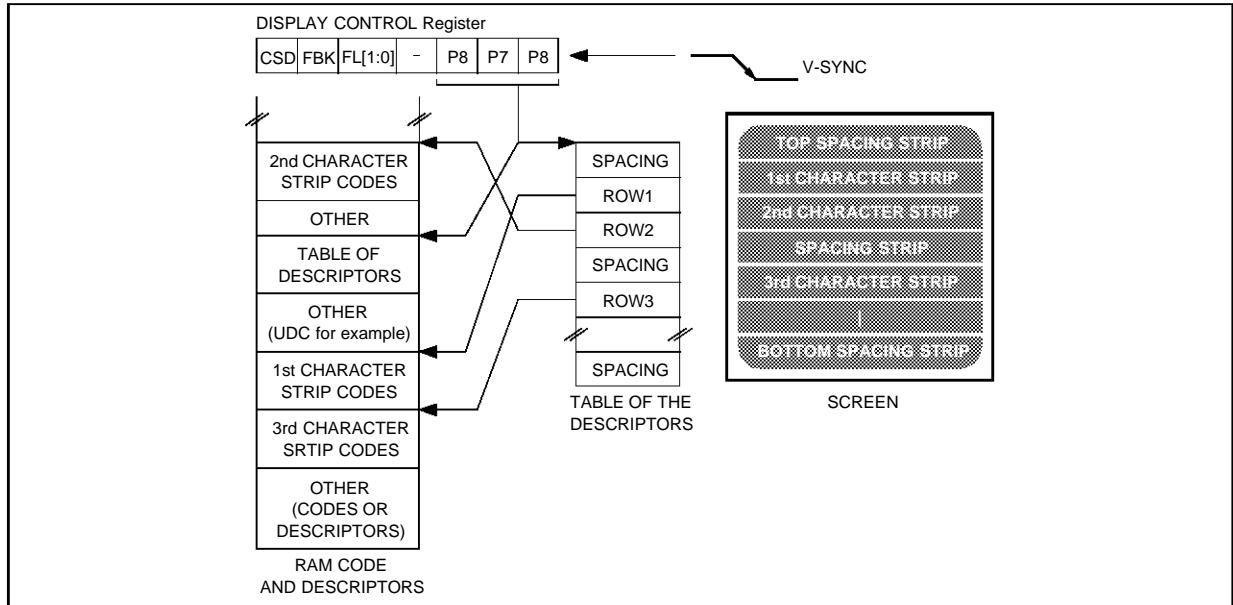 DISPLAY CONTROL Register
CSD FBK FL[1:0] - P8 P7 P8
V-SYNC
2nd CHARACTER
STRIP CODES
OTHER
TABLE OF
DESCRIPTORS
OTHER
(UDC for example)
1st CHARACTER
STRIP CODES
3rd CHARACTER
SRTIP CODES
OTHER
(CODES OR
DESCRIPTORS)
RAM CODE
AND DESCRIPTORS
SPACING
ROW1
ROW2
SPACING
ROW3
SPACING
TABLE OF THE
DESCRIPTORS
TOP SPACING STRIP
1st CHARACTER STRIP
2nd CHARACTER STRIP
SPACING STRIP
3rd CHARACTER STRIP
|
BOTTOM SPACING STRIP
SCREEN